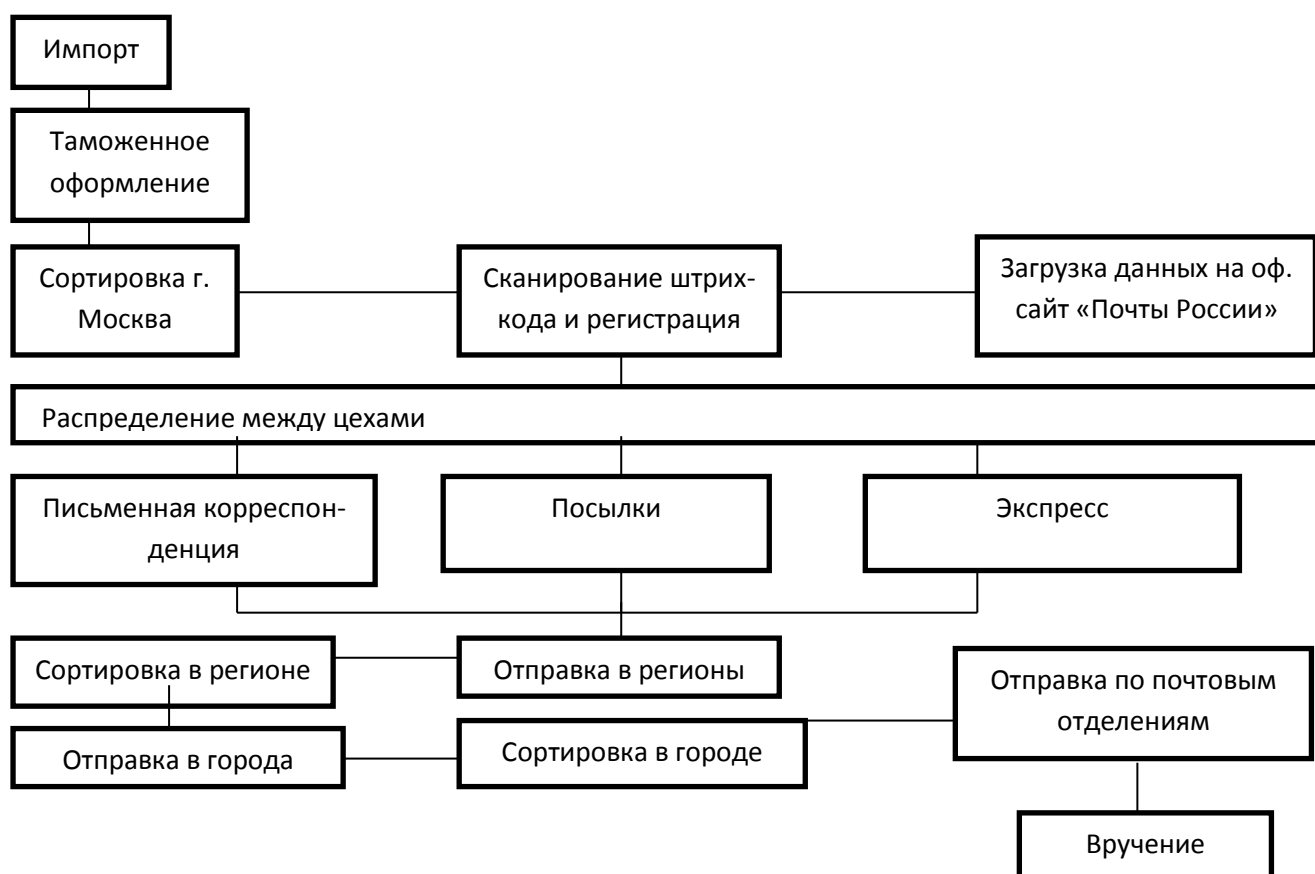 Импорт
Таможенное
оформление
Сортировка г.
Москва
Сканирование штрих-
кода и регистрация
Загрузка данных на оф.
сайт «Почты России»
Распределение между цехами
Письменная корреспон-
денция
Посылки
Экспресс
Сортировка в регионе
Отправка в регионы
Отправка по почтовым
отделениям
Отправка в города
Сортировка в городе
Вручение